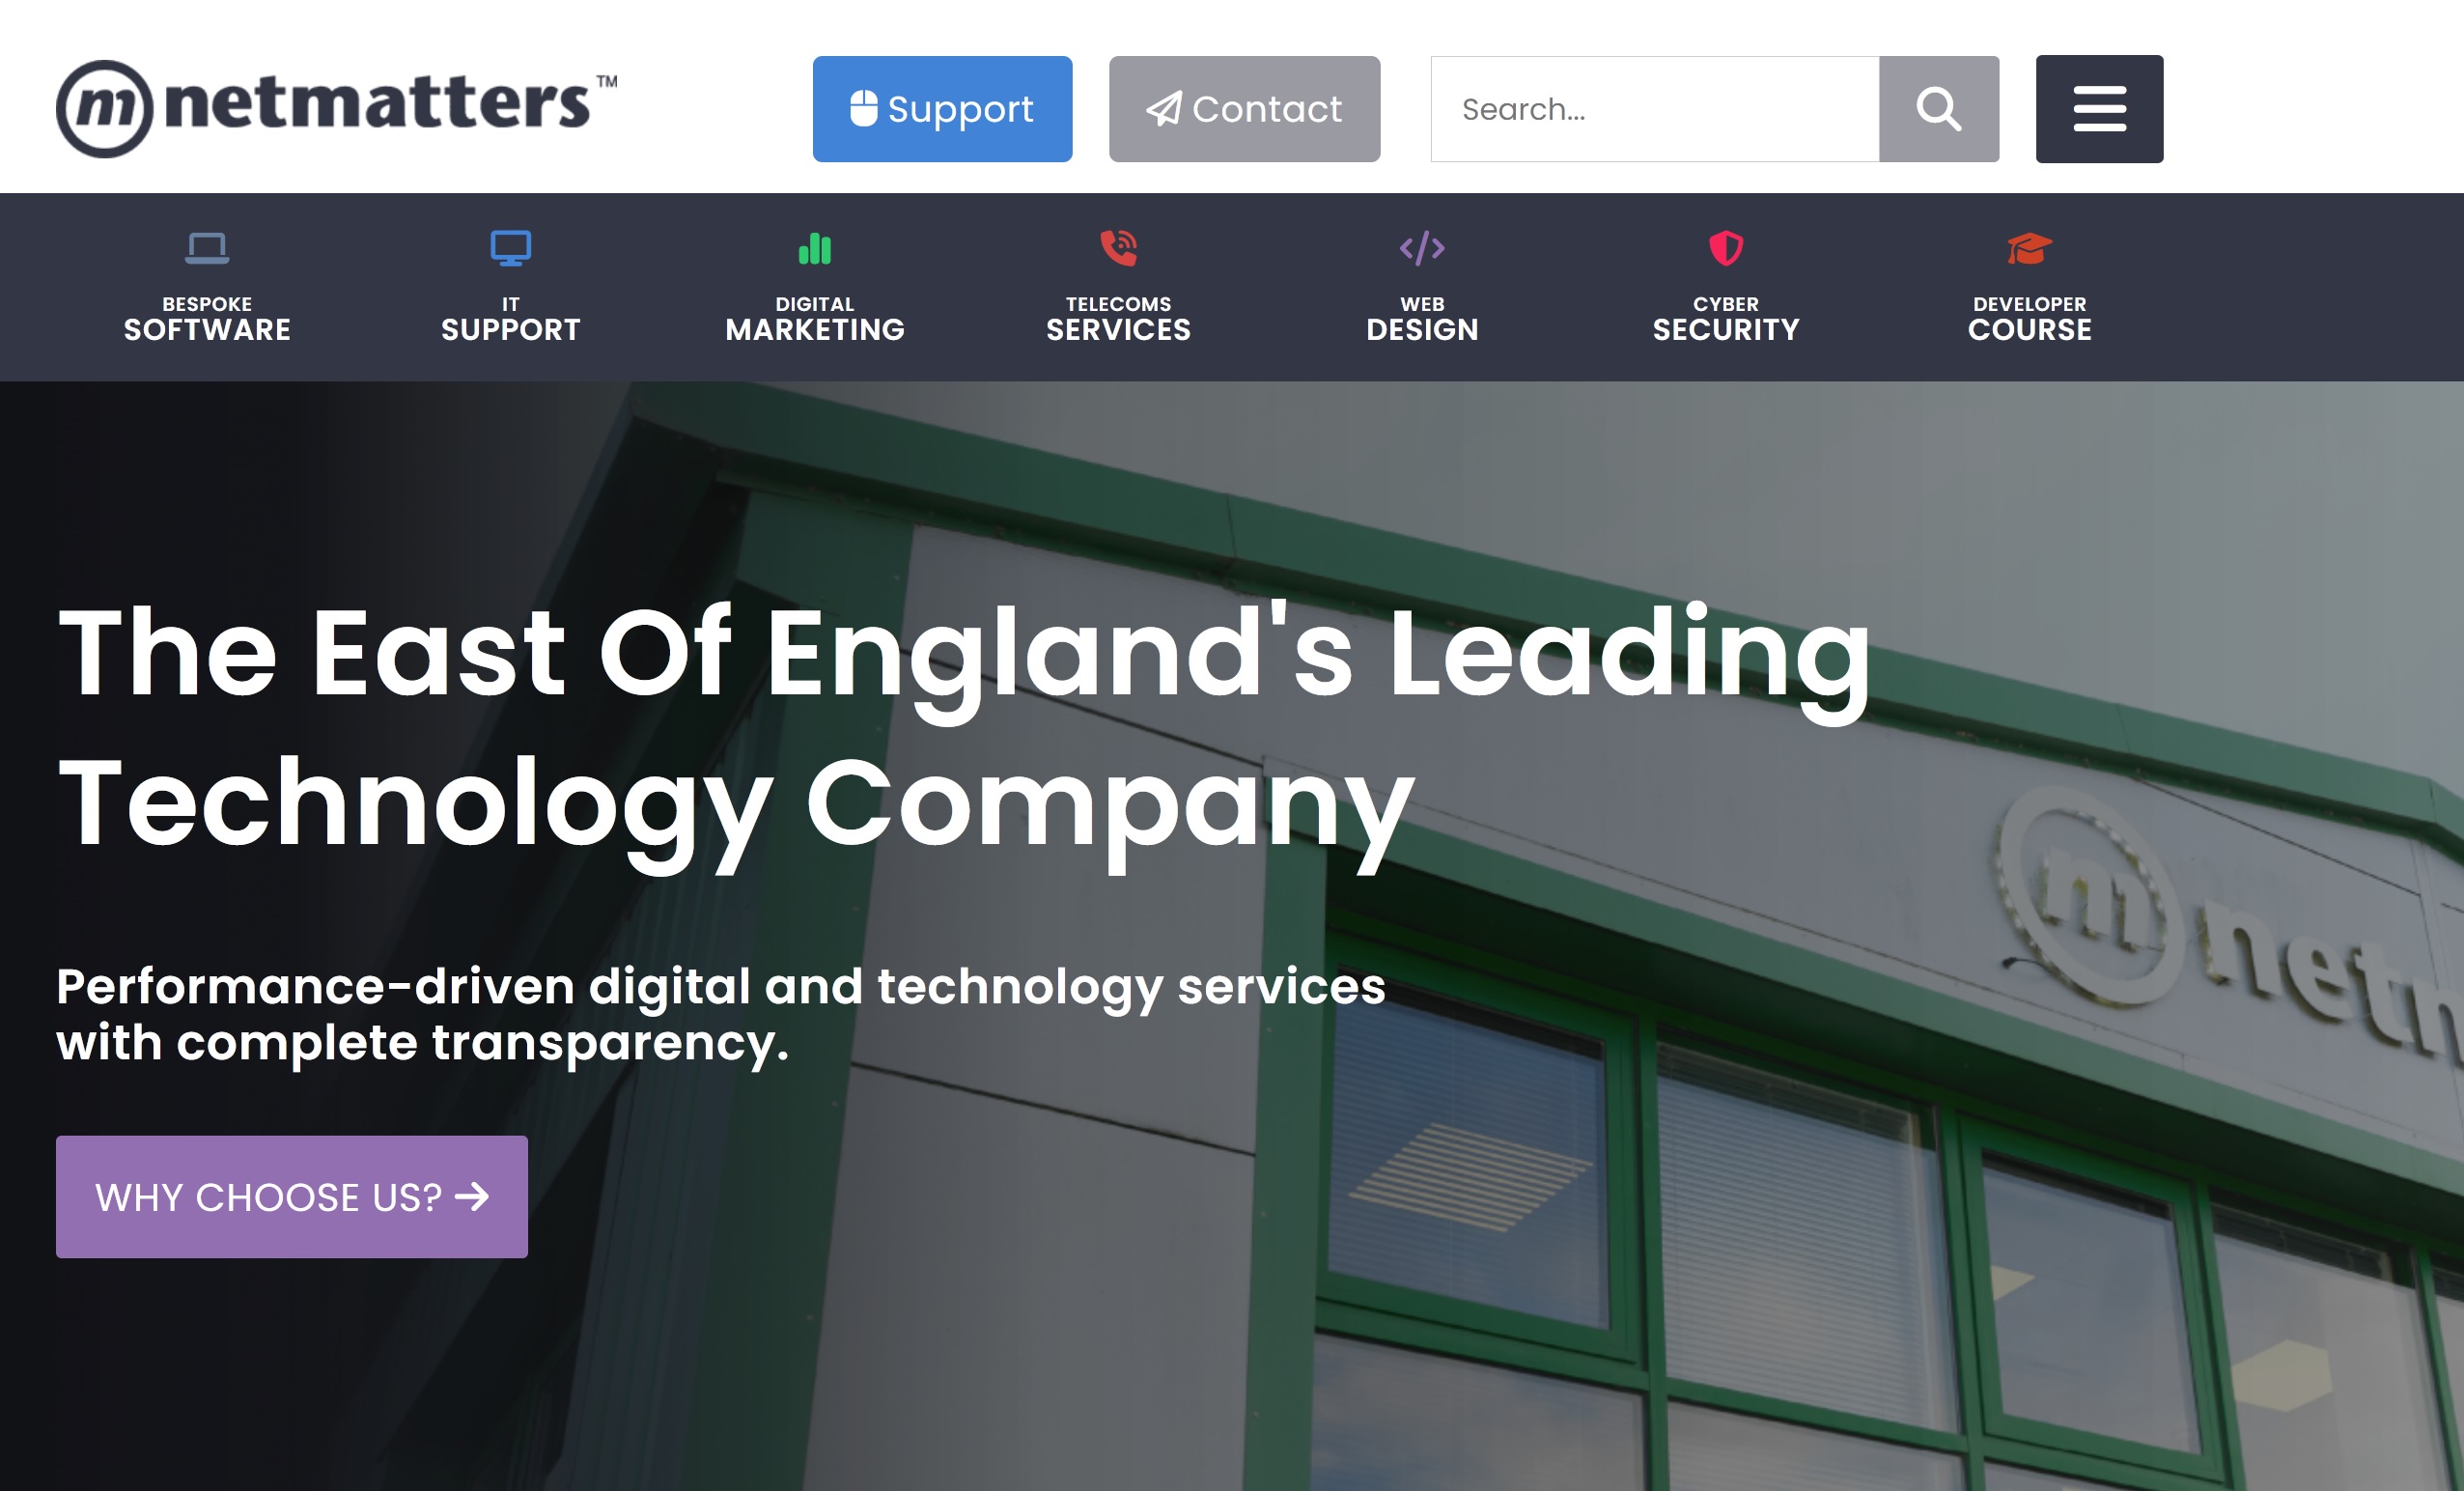 m netmatters™
Support
Contact
Search...
BESPOKE
SOFTWARE
IT
SUPPORT
DIGITAL
MARKETING
TELECOMS
SERVICES
WEB
DESIGN
CYBER
SECURITY
DEVELOPER
COURSE
The East Of England's Leading
Technology Company
Performance-driven digital and technology services
with complete transparency.
WHY CHOOSE US?
m netm